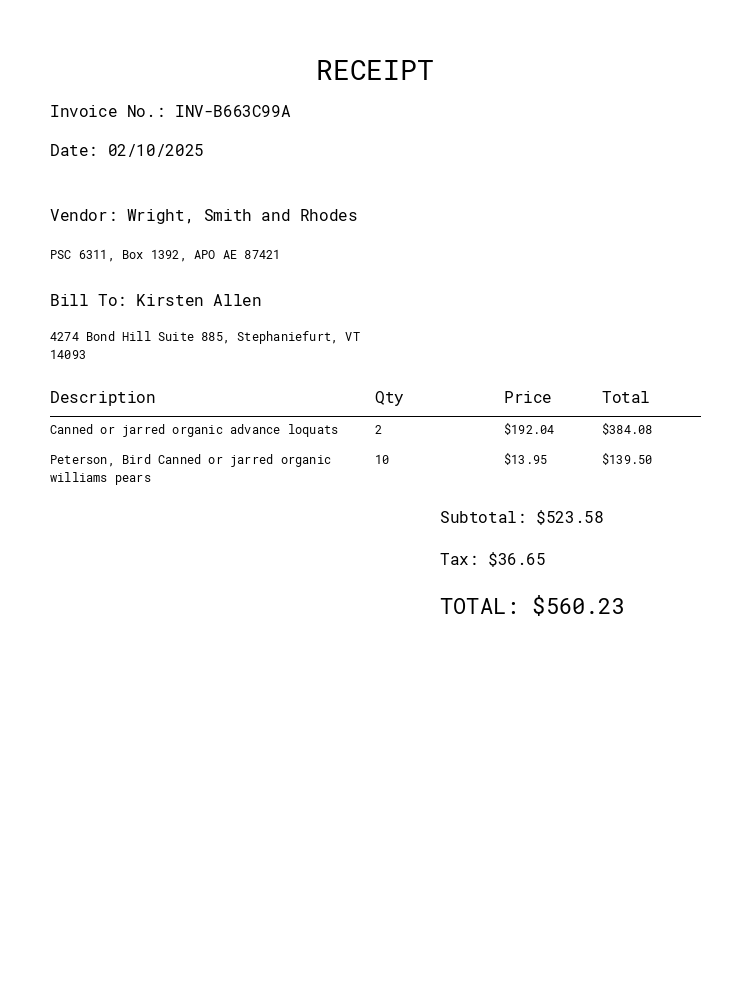 RECEIPT
Invoice No.: INV-B663C99A
Date: 02/10/2025
Vendor: Wright, Smith and Rhodes
PSC 6311, Box 1392, APO AE 87421
Bill To: Kirsten Allen
4274 Bond Hill Suite 885, Stephaniefurt, VT
14093
Description Qty Price Total
Canned or jarred organic advance loquats 2 $192.04 $384.08
Peterson, Bird Canned or jarred organic 10 $13.95 $139.50
williams pears
Subtotal: $523.58
Tax: $36.65
TOTAL: $560.23